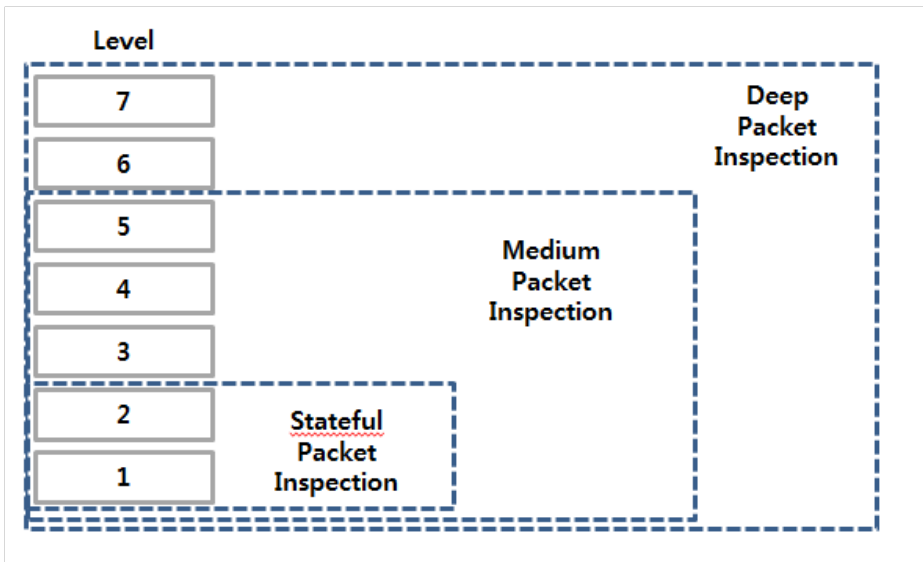 Level
7
Deep
Packet
Inspection
6
5
Medium
Packet
Inspection
4
3
2
Stateful
Packet
Inspection
1